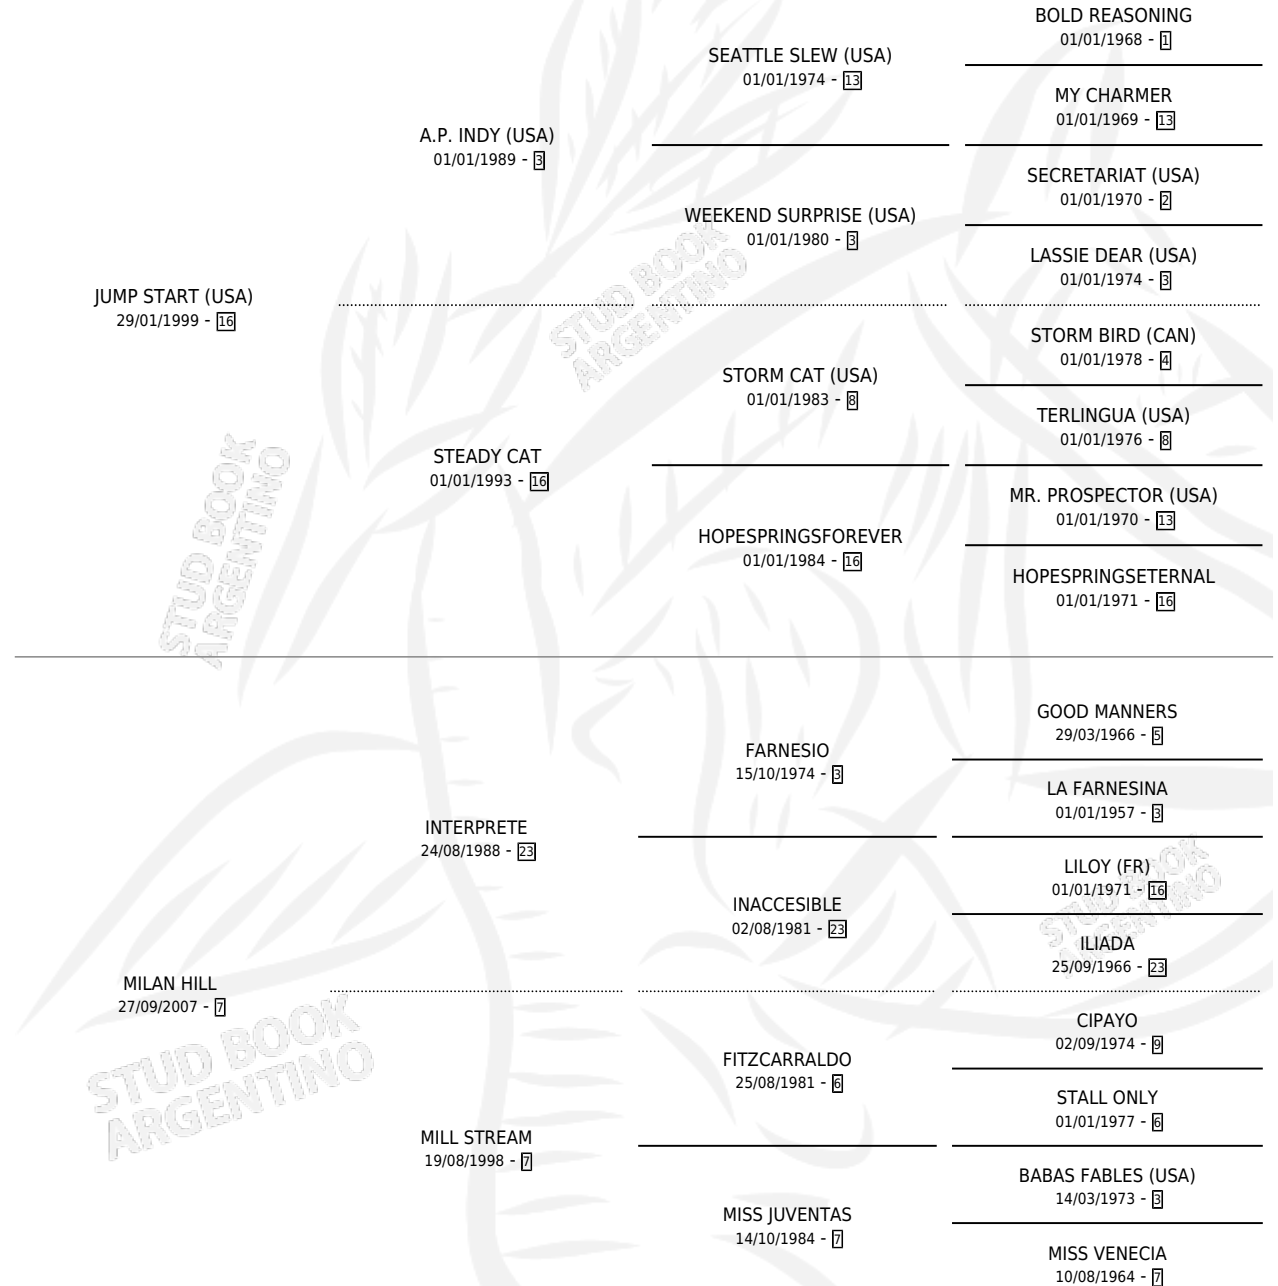 BOLD REASONING
01/01/1968 - 1
SEATTLE SLEW (USA)
01/01/1974 - 13
MY CHARMER
01/01/1969 - 13
A.P. INDY (USA)
01/01/1989 - 3
SECRETARIAT (USA)
01/01/1970 - 2
WEEKEND SURPRISE (USA)
01/01/1980 - 3
LASSIE DEAR (USA)
01/01/1974 - 3
JUMP START (USA)
29/01/1999 - 16
STORM BIRD (CAN)
01/01/1978 - 4
STORM CAT (USA)
01/01/1983 - 8
TERLINGUA (USA)
01/01/1976 - 8
STEADY CAT
01/01/1993 - 16
MR. PROSPECTOR (USA)
01/01/1970 - 13
HOPESPRINGSFOREVER
01/01/1984 - 16
HOPESPRINGSETERNAL
01/01/1971 - 16
GOOD MANNERS
29/03/1966 - 5
FARNESIO
15/10/1974 - 3
LA FARNESINA
01/01/1957 - 3
INTERPRETE
24/08/1988 - 23
LILOY (FR)
01/01/1971 - 16
INACCESIBLE
02/08/1981 - 23
ILIADA
25/09/1966 - 23
MILAN HILL
27/09/2007 - 7
CIPAYO
02/09/1974 - 9
FITZCARRALDO
25/08/1981 - 6
STALL ONLY
01/01/1977 - 6
MILL STREAM
19/08/1998 - 7
BABAS FABLES (USA)
14/03/1973 - 3
MISS JUVENTAS
14/10/1984 - 7
MISS VENECIA
10/08/1964 - 7
STUD BOOK
ARGENTINO
STUD BOOK
ARGENTINO
STUD BOOK
ARGENTINO
STUD BOOK
ARGENTINO